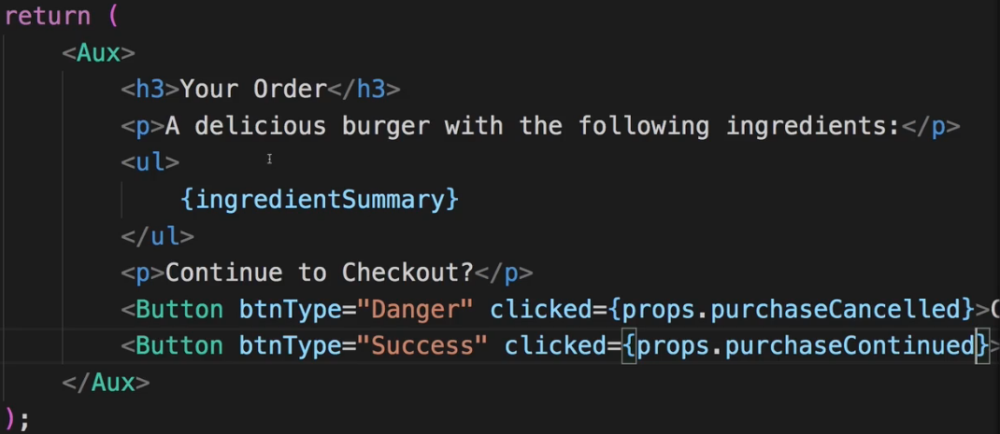 return (
<Aux>
<h3>Your Order</h3>
<p>A delicious burger with the following ingredients:</p>
<ul>
{ingredientSummary}
</ul>
<p>Continue to Checkout?</p>
<Button btnType="Danger" clicked={props.purchaseCancelled}>
<Button btnType="Success" clicked={props.purchaseContinued}>
</Aux>
);